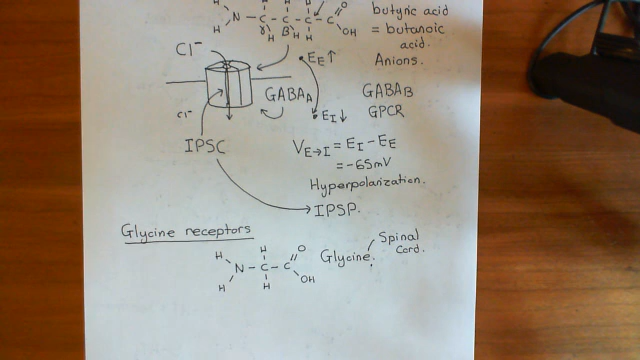 H
H N - C - C - C - C O
H γ H β H H OH
butyric acid
= butanoic
acid.
Anions.
Cl⁻
E_E ↑
GABA_A
GABA_B
GPCR
Cl⁻
E_I ↓
IPSC
V_E→I = E_I - E_E
= -65mV
Hyperpolarization.
IPSP.
Glycine receptors
Spinal
Cord.
H H O
N - C - C
H H OH
Glycine.